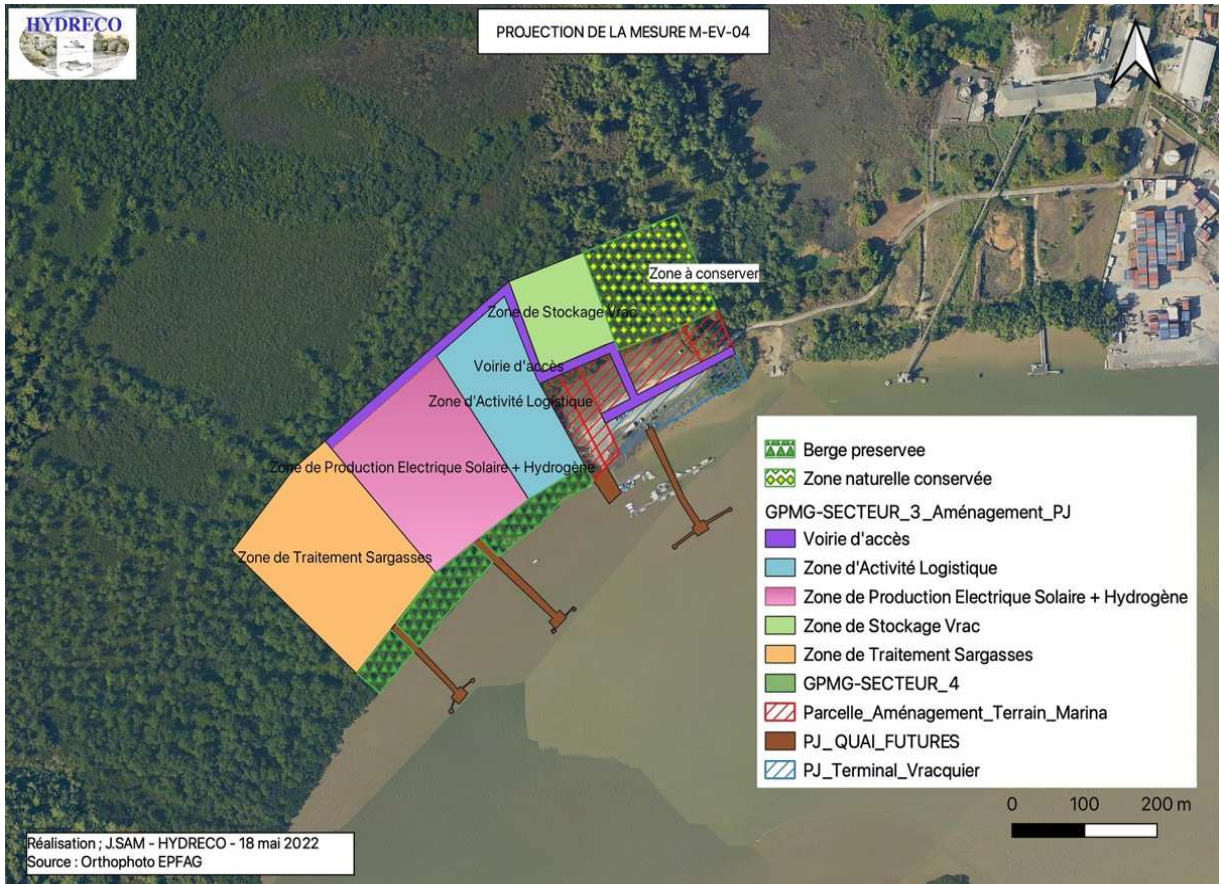 HYDRECO
PROJECTION DE LA MESURE M-EV-04
Zone à conserver
Zone de Stockage Vrac
Voirie d'accès
Zone d'Activité Logistique
Zone de Production Electrique Solaire + Hydrogène
Zone de Traitement Sargasses
Berge preservee
Zone naturelle conservée
GPMG-SECTEUR_3_Aménagement_PJ
Voirie d'accès
Zone d'Activité Logistique
Zone de Production Electrique Solaire + Hydrogène
Zone de Stockage Vrac
Zone de Traitement Sargasses
GPMG-SECTEUR_4
Parcelle_Aménagement_Terrain_Marina
PJ_QUAI_FUTURES
PJ_Terminal_Vracquier
0 100 200 m
Réalisation ; J.SAM - HYDRECO - 18 mai 2022
Source : Orthophoto EPFAG